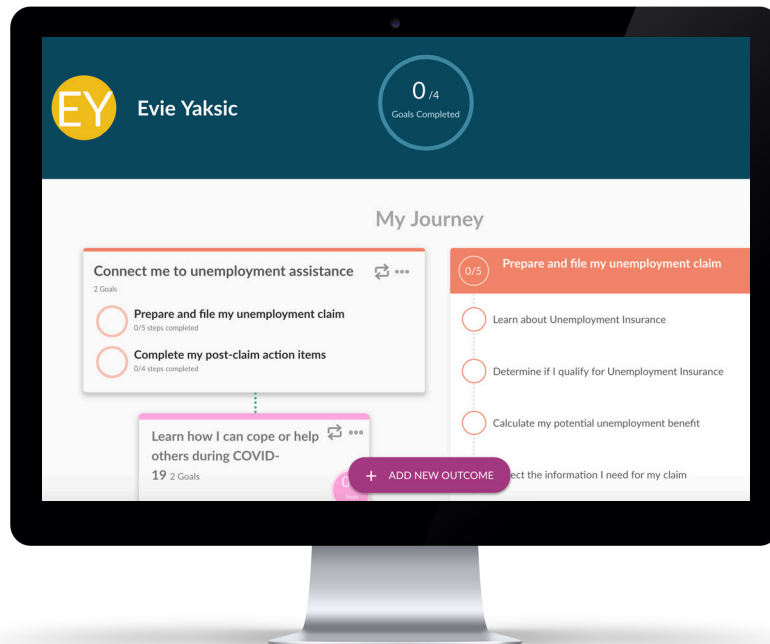 EY
Evie Yaksic
0 /4
Goals Completed
My Journey
Connect me to unemployment assistance
2 Goals
Prepare and file my unemployment claim
0/5 steps completed
Complete my post-claim action items
0/4 steps completed
Learn how I can cope or help
others during COVID-
19 2 Goals
+ ADD NEW OUTCOME
0/5
Prepare and file my unemployment claim
Learn about Unemployment Insurance
Determine if I qualify for Unemployment Insurance
Calculate my potential unemployment benefit
the information I need for my claim